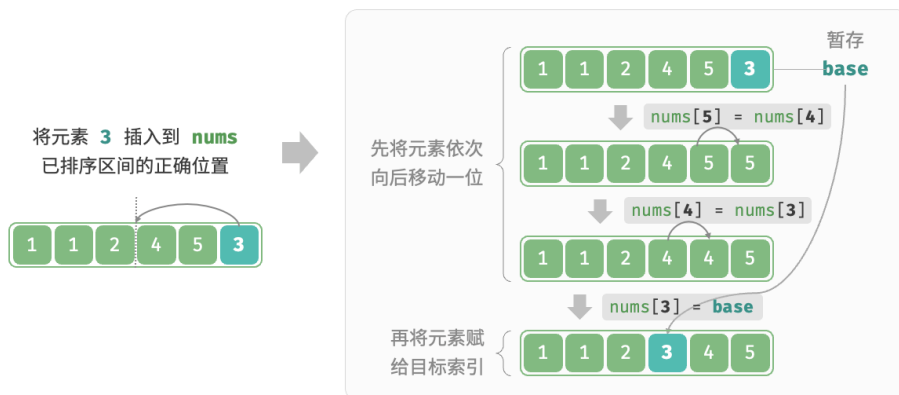 将元素 3 插入到 nums
已排序区间的正确位置
1 1 2 4 5 3
暂存
base
1 1 2 4 5 3
nums[5] = nums[4]
先将元素依次
向后移动一位
1 1 2 4 5 5
nums[4] = nums[3]
1 1 2 4 4 5
nums[3] = base
再将元素赋
给目标索引
1 1 2 3 4 5